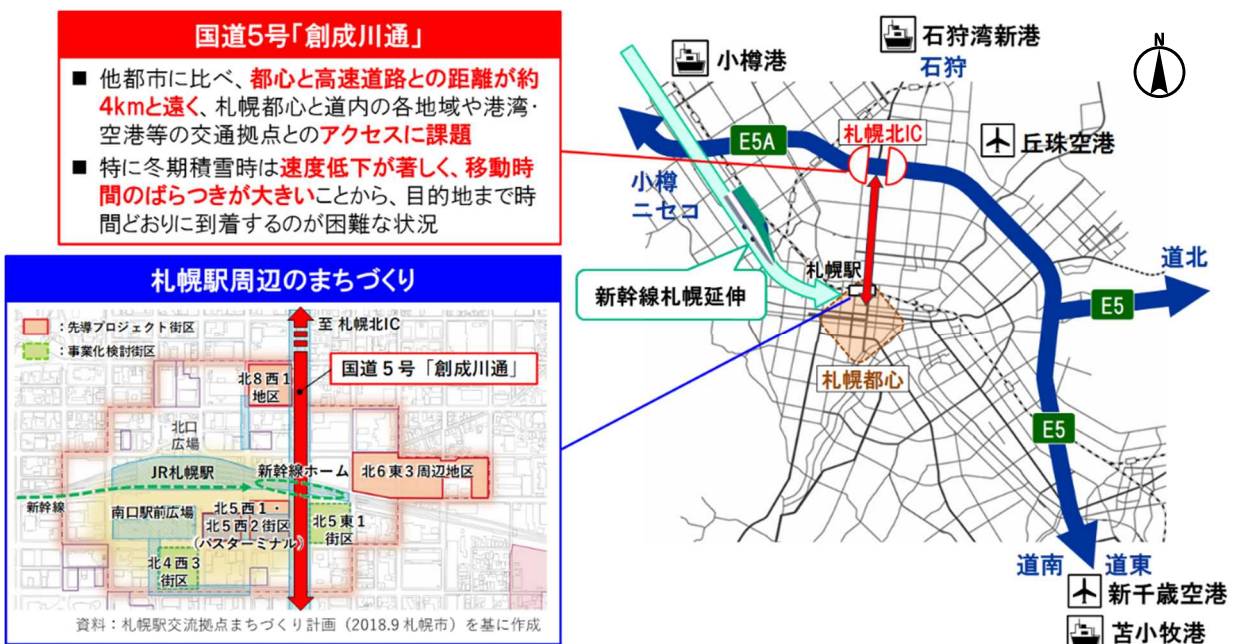 国道5号「創成川通」
■ 他都市に比べ、都心と高速道路との距離が約
4kmと遠く、札幌都心と道内の各地域や港湾・
空港等の交通拠点とのアクセスに課題
■ 特に冬期積雪時は速度低下が著しく、移動時
間のばらつきが大きいことから、目的地まで時
間どおりに到着するのが困難な状況
札幌駅周辺のまちづくり
：先導プロジェクト街区
：事業化検討街区
至 札幌北IC
国道５号「創成川通」
北８西１
地区
北口
広場
JR札幌駅
新幹線ホーム
北６東３周辺地区
新幹線
南口駅前広場
北５西１・
北５西２街区
(バスターミナル)
北５東１
街区
北４西３
街区
資料：札幌駅交流拠点まちづくり計画（2018.9 札幌市）を基に作成
小樽港
石狩湾新港
石狩
N
E5A
札幌北IC
丘珠空港
小樽
ニセコ
新幹線札幌延伸
札幌駅
札幌都心
道北
E5
E5
道南
道東
新千歳空港
苫小牧港